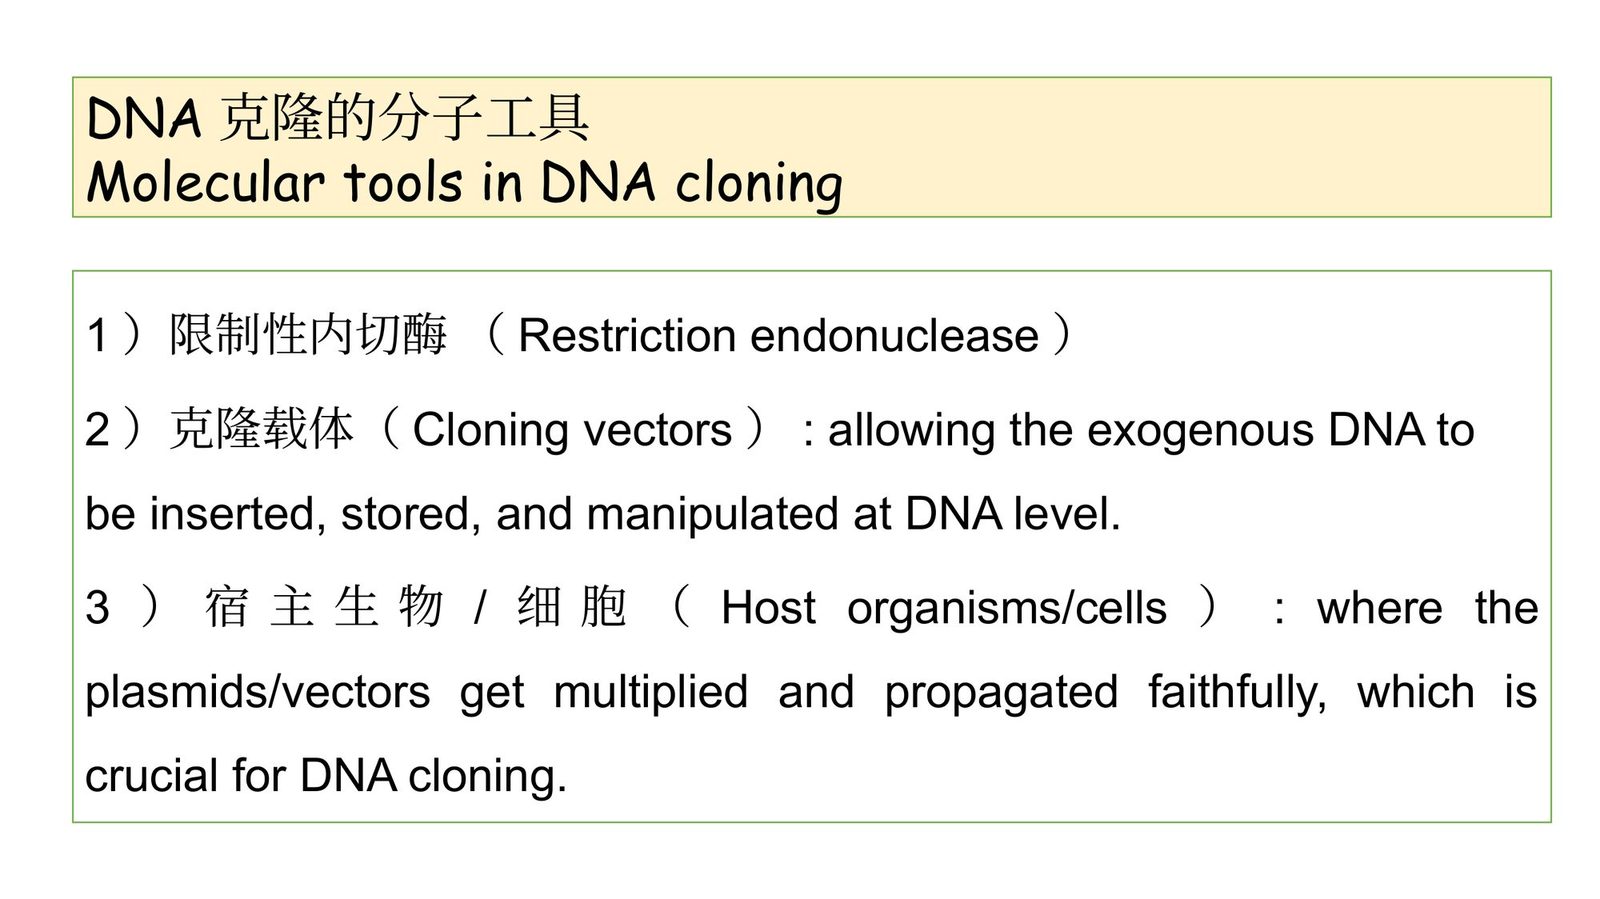 DNA 克隆的分子工具
Molecular tools in DNA cloning
1）限制性内切酶 （Restriction endonuclease）
2）克隆载体（Cloning vectors） : allowing the exogenous DNA to
be inserted, stored, and manipulated at DNA level.
3）宿主生物/细胞（Host organisms/cells） : where the
plasmids/vectors get multiplied and propagated faithfully, which is
crucial for DNA cloning.